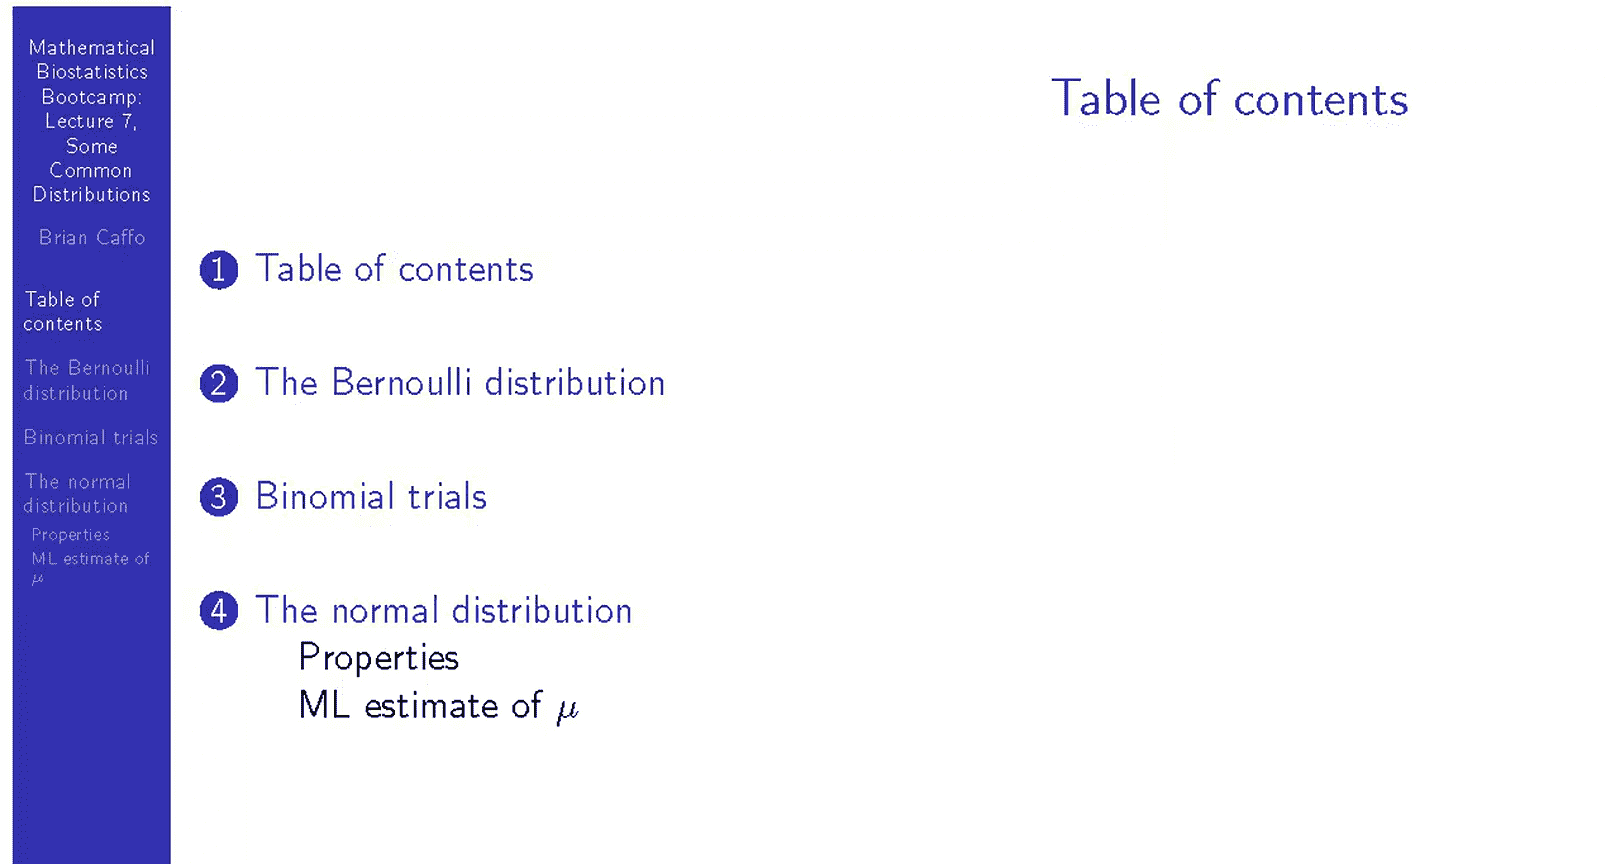 Mathematical
Biostatistics
Bootcamp:
Lecture 7,
Some
Common
Distributions
Brian Caffo
Table of
contents
The Bernoulli
distribution
Binomial trials
The normal
distribution
Properties
ML estimate of
μ
Table of contents
1 Table of contents
2 The Bernoulli distribution
3 Binomial trials
4 The normal distribution
Properties
ML estimate of μ